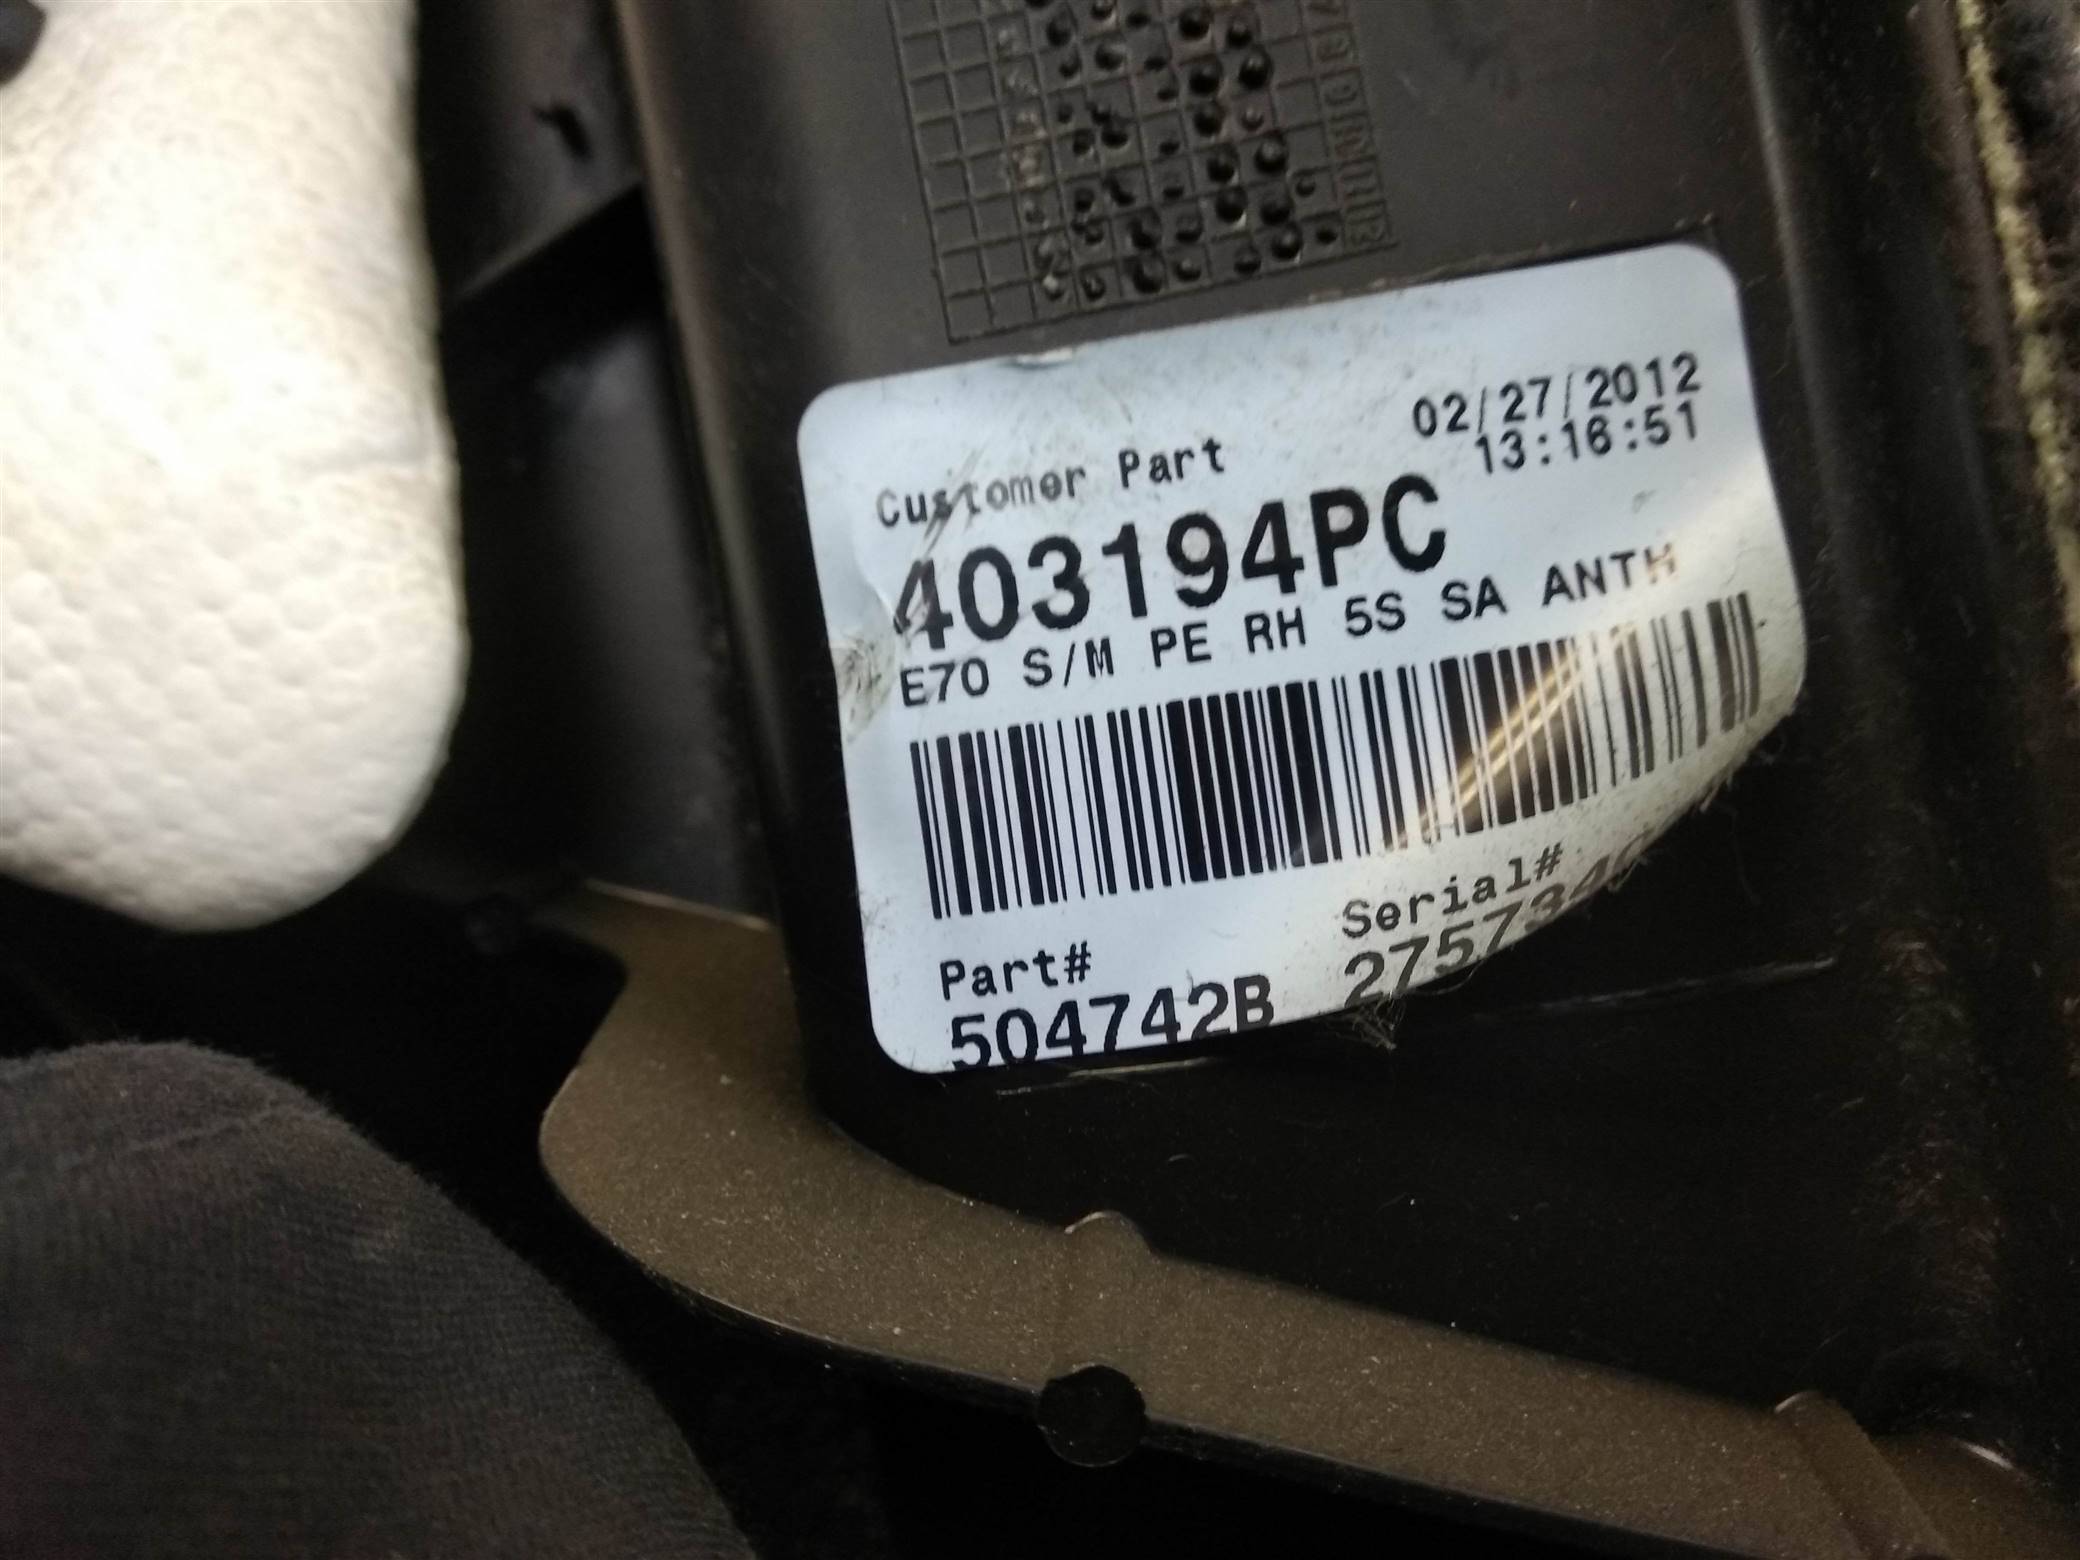 02/27/2012
13:16:51
Customer Part
403194PC
E70 S/M PE RH 5S SA ANTH
Part#
504742B
Serial#